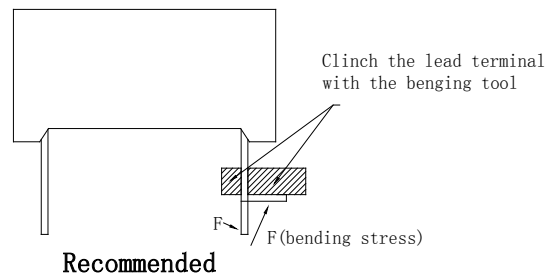 Clinch the lead terminal
with the benging tool
F
F(bending stress)
Recommended